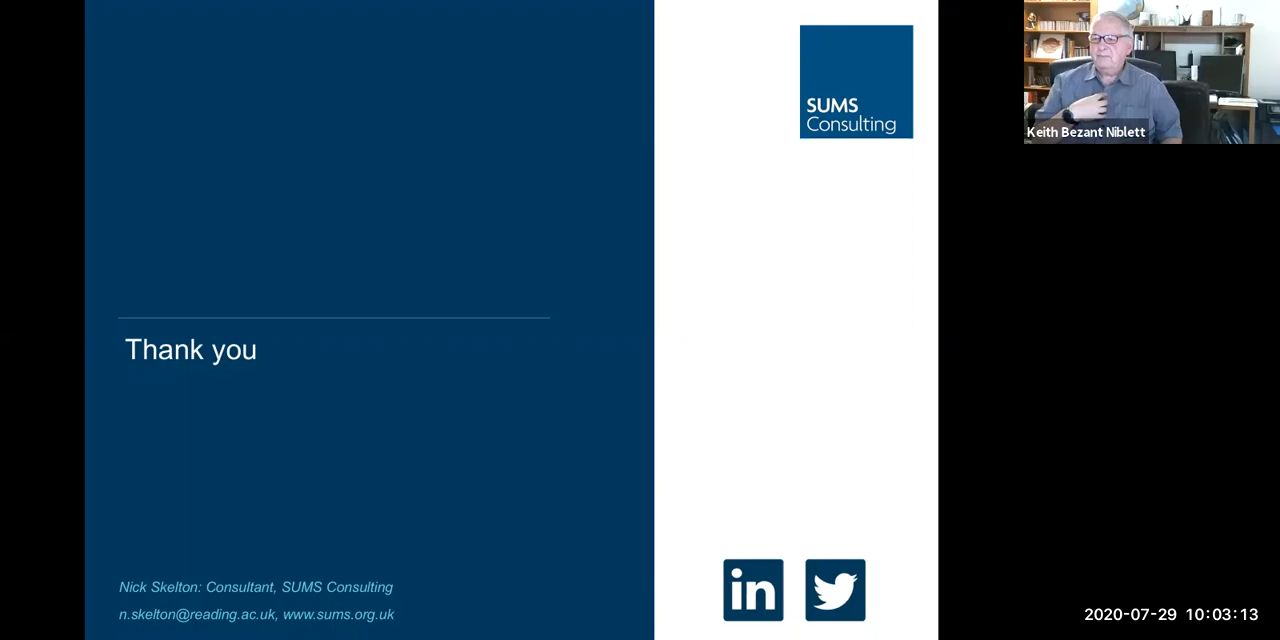 SUMS
Consulting
Keith Bezant Niblett
Thank you
Nick Skelton: Consultant, SUMS Consulting
n.skelton@reading.ac.uk, www.sums.org.uk
in
2020-07-29 10:03:13